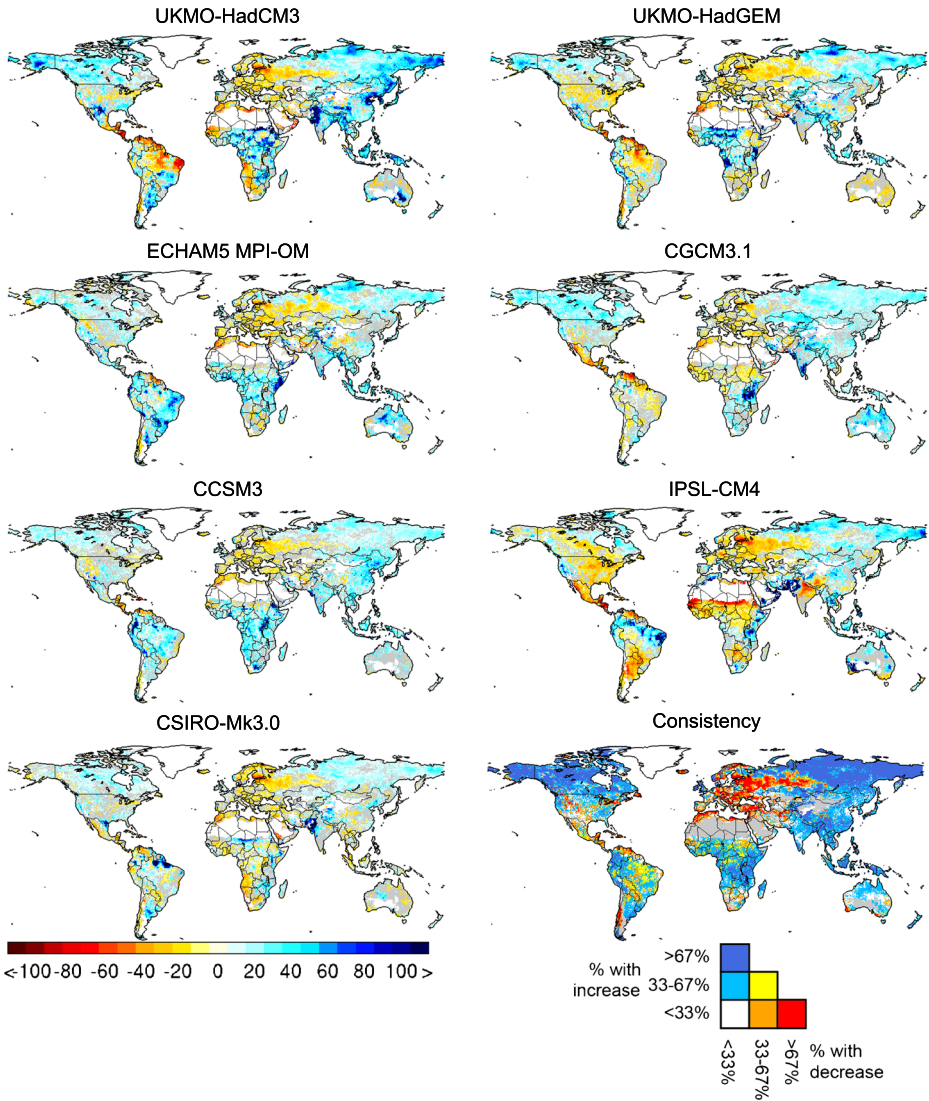 UKMO-HadCM3
UKMO-HadGEM
ECHAM5 MPI-OM
CGCM3.1
CCSM3
IPSL-CM4
CSIRO-Mk3.0
Consistency
<-100 -80 -60 -40 -20 0 20 40 60 80 100 >
% with
increase
>67%
33-67%
<33%
<33%
33-67%
>67%
% with
decrease